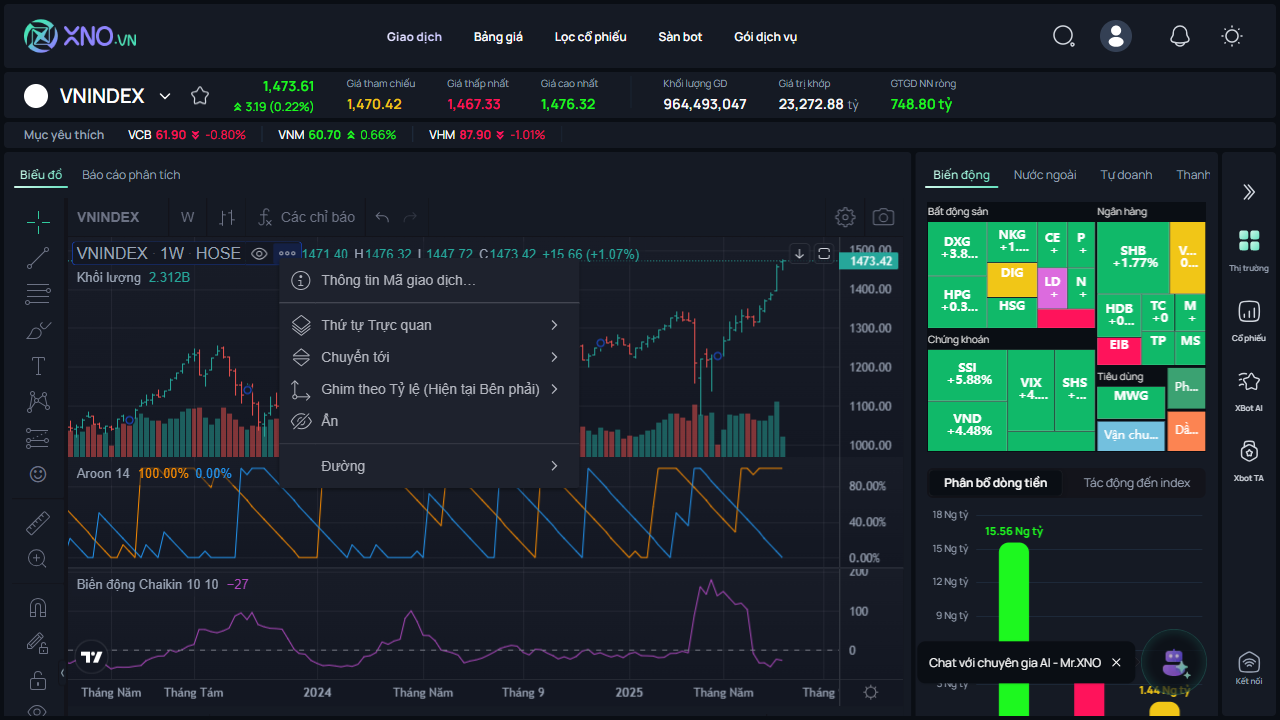 XNO.VN
Giao dịch
Bảng giá
Lọc cổ phiếu
Sàn bot
Gói dịch vụ
VNINDEX
1,473.61
3.19 (0.22%)
Giá tham chiếu
1,470.42
Giá thấp nhất
1,467.33
Giá cao nhất
1,476.32
Khối lượng GD
964,493,047
Giá trị khớp
23,272.88 tỷ
GTGD NN ròng
748.80 tỷ
Mục yêu thích
VCB 61.90 -0.80%
VNM 60.70 0.66%
VHM 87.90 -1.01%
Biểu đồ
Báo cáo phân tích
VNINDEX
W
Các chỉ báo
VNINDEX · 1W · HOSE
1471.40 H1476.32 L1447.72 C1473.42 +15.66 (+1.07%)
Khối lượng 2.312B
Thông tin Mã giao dịch...
Thứ tự Trực quan
Chuyển tới
Ghim theo Tỷ lệ (Hiện tại Bên phải)
Ẩn
Đường
1500.00
1473.42
1400.00
1300.00
1200.00
1100.00
1000.00
Aroon 14 100.00% 0.00%
80.00%
40.00%
0.00%
Biến động Chaikin 10 10 −27
200
100
0
Tháng Năm
Tháng Tám
2024
Tháng Năm
Tháng 9
2025
Tháng Năm
Tháng
Biến động
Nước ngoài
Tự doanh
Thanh
Bất động sản
DXG
+3.8...
NKG
+1....
CE
+
P
+
DIG
LD
+
N
+
HPG
+0.3...
HSG
Ngân hàng
SHB
+1.77%
V...
0...
HDB
+0...
TC
+0
M
+
EIB
TP
MS
Chứng khoán
SSI
+5.88%
VND
+4.48%
VIX
+4....
SHS
+...
Tiêu dùng
MWG
Ph...
Vận chu...
Dầ...
Phân bổ dòng tiền
Tác động đến index
18 Ng tỷ
15.56 Ng tỷ
15 Ng tỷ
12 Ng tỷ
9 Ng tỷ
Chat với chuyên gia AI - Mr.XNO
1.44 Ng tỷ
Thị trường
Cổ phiếu
XBot AI
Xbot TA
Kết nối